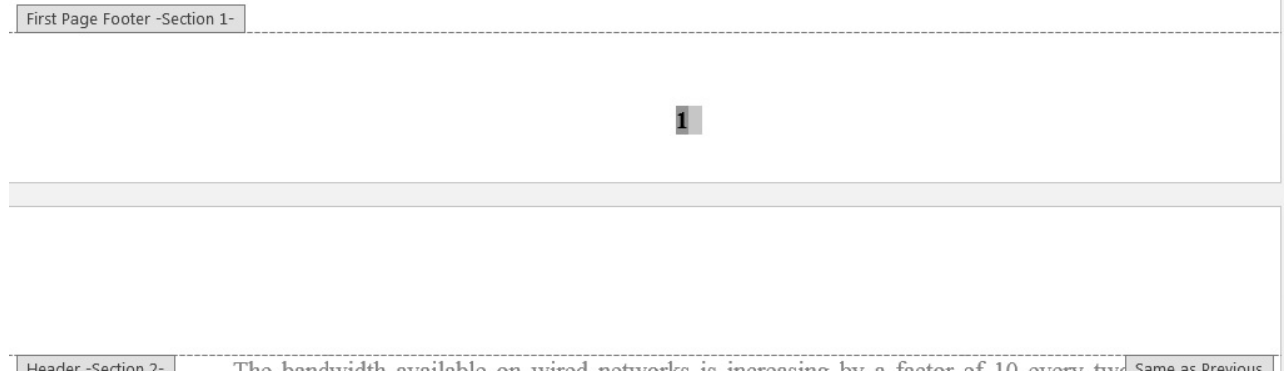 First Page Footer -Section 1-
1
Header -Section 2-
The bandwidth available on wired networks is increasing by a factor of 10 every two
Same as Previous